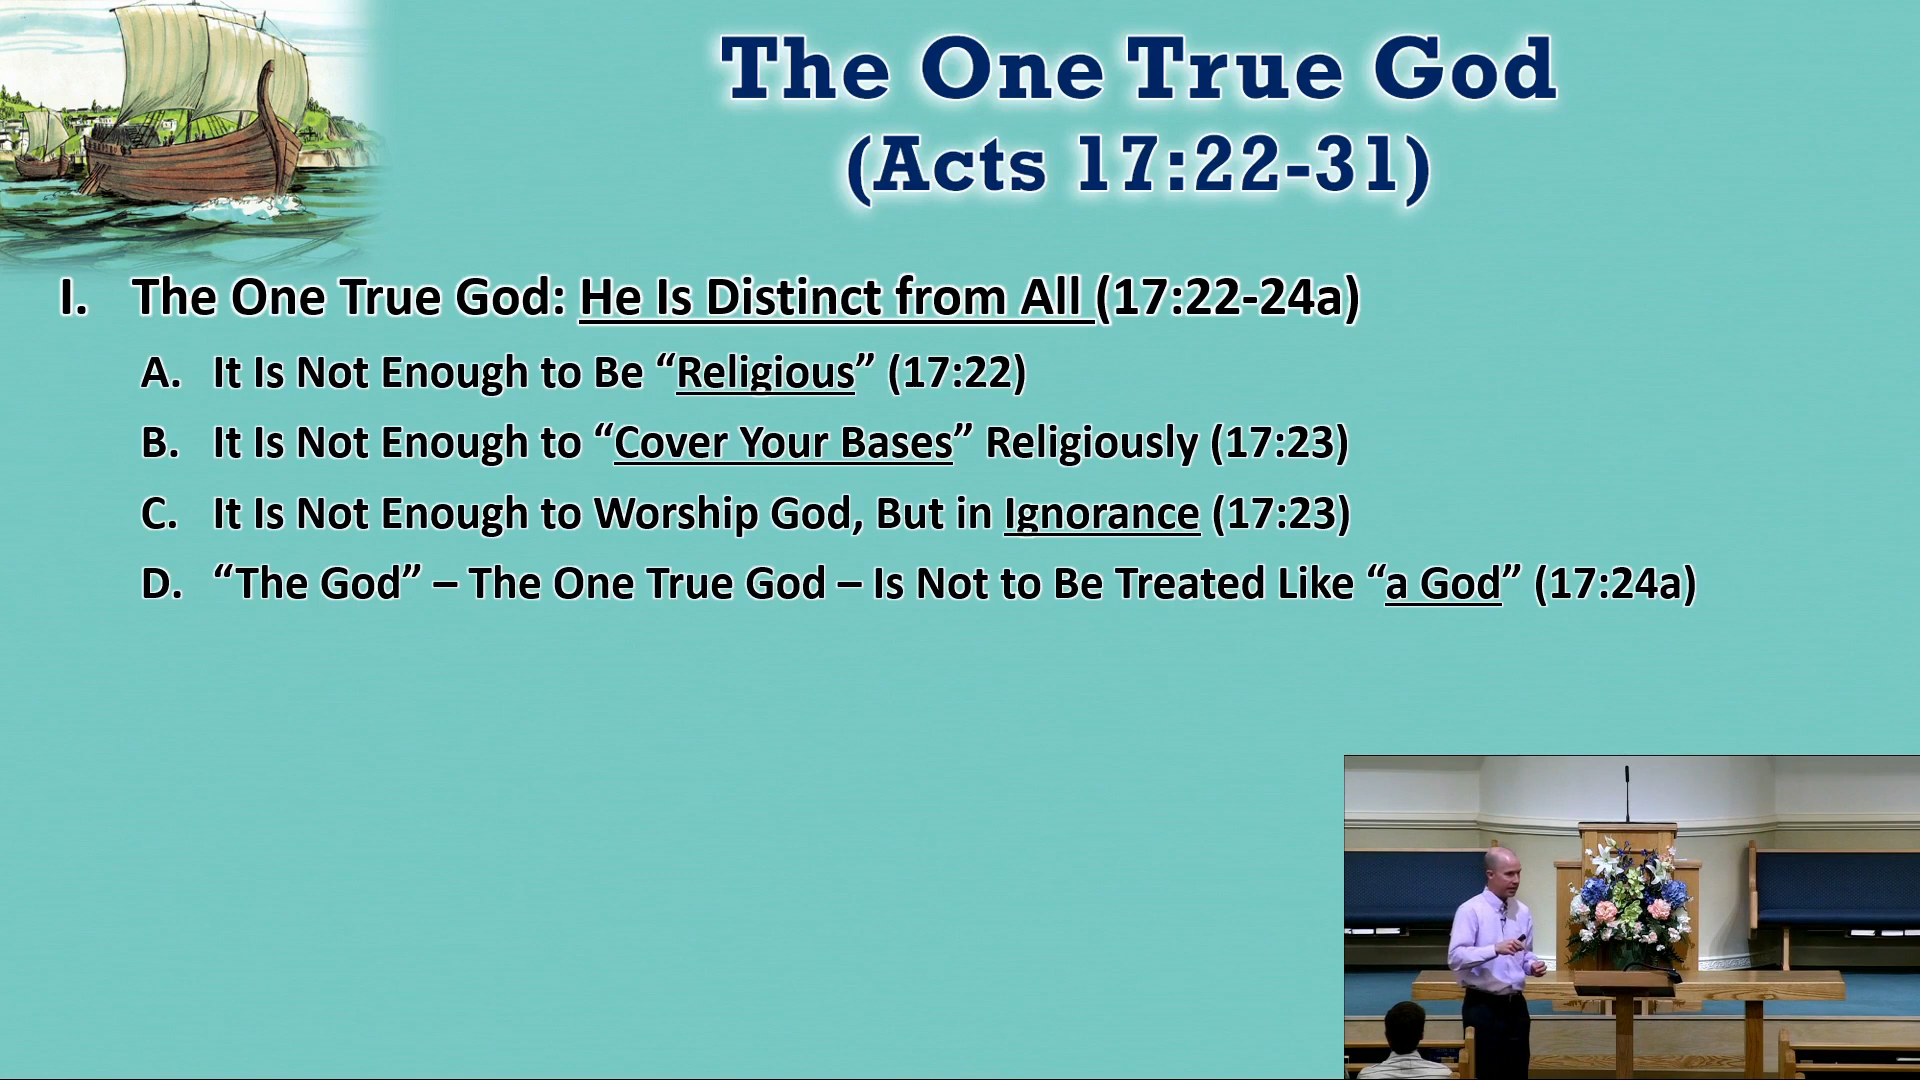 The One True God
(Acts 17:22-31)
I. The One True God: He Is Distinct from All (17:22-24a)
A. It Is Not Enough to Be “Religious” (17:22)
B. It Is Not Enough to “Cover Your Bases” Religiously (17:23)
C. It Is Not Enough to Worship God, But in Ignorance (17:23)
D. “The God” – The One True God – Is Not to Be Treated Like “a God” (17:24a)